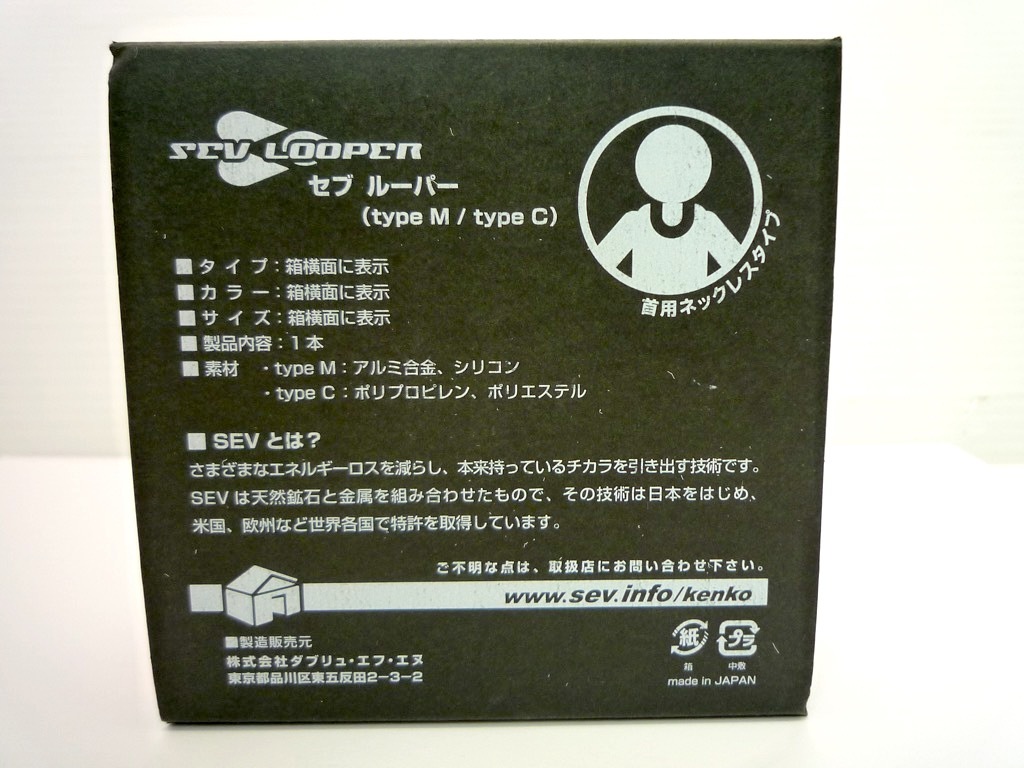 SEV LOOPER
セブ ルーパー
（type M / type C）
首用ネックレスタイプ
■タイプ：箱横面に表示
■カラー：箱横面に表示
■サイズ：箱横面に表示
■製品内容：1本
■素材 ・type M：アルミ合金、シリコン
・type C：ポリプロピレン、ポリエステル
■SEVとは？
さまざまなエネルギーロスを減らし、本来持っているチカラを引き出す技術です。
SEVは天然鉱石と金属を組み合わせたもので、その技術は日本をはじめ、
米国、欧州など世界各国で特許を取得しています。
ご不明な点は、取扱店にお問い合わせ下さい。
www.sev.info/kenko
■製造販売元
株式会社ダブリュ・エフ・エヌ
東京都品川区東五反田2-3-2
紙 プラ
箱 中敷
made in JAPAN